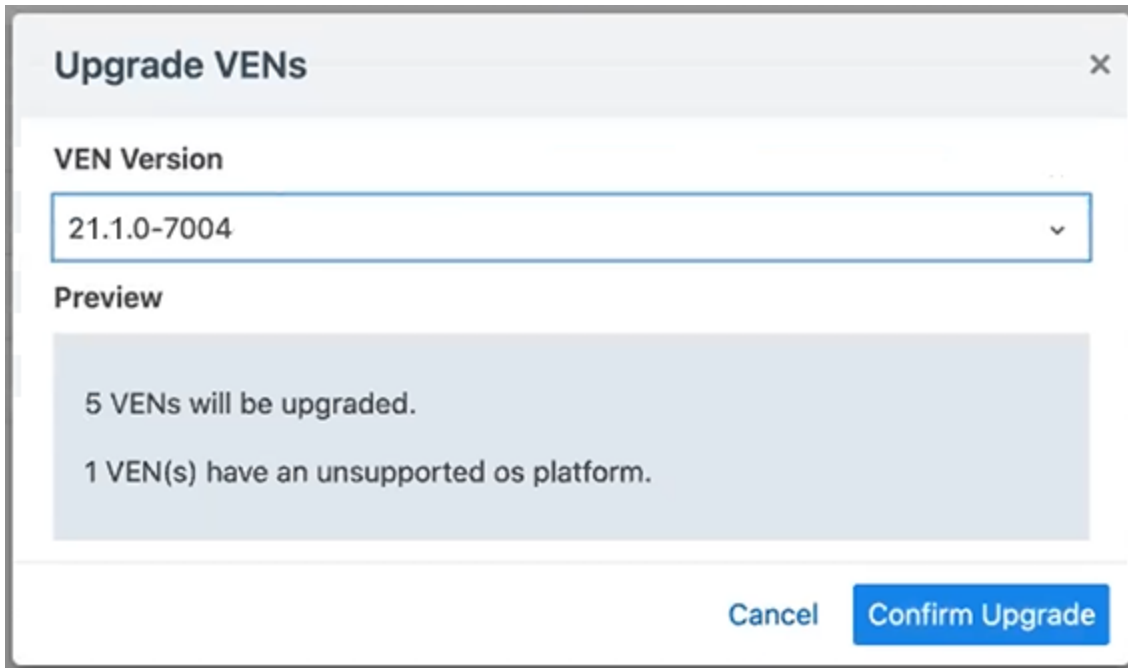 Upgrade VENs
VEN Version
21.1.0-7004
Preview
5 VENs will be upgraded.
1 VEN(s) have an unsupported os platform.
Cancel
Confirm Upgrade